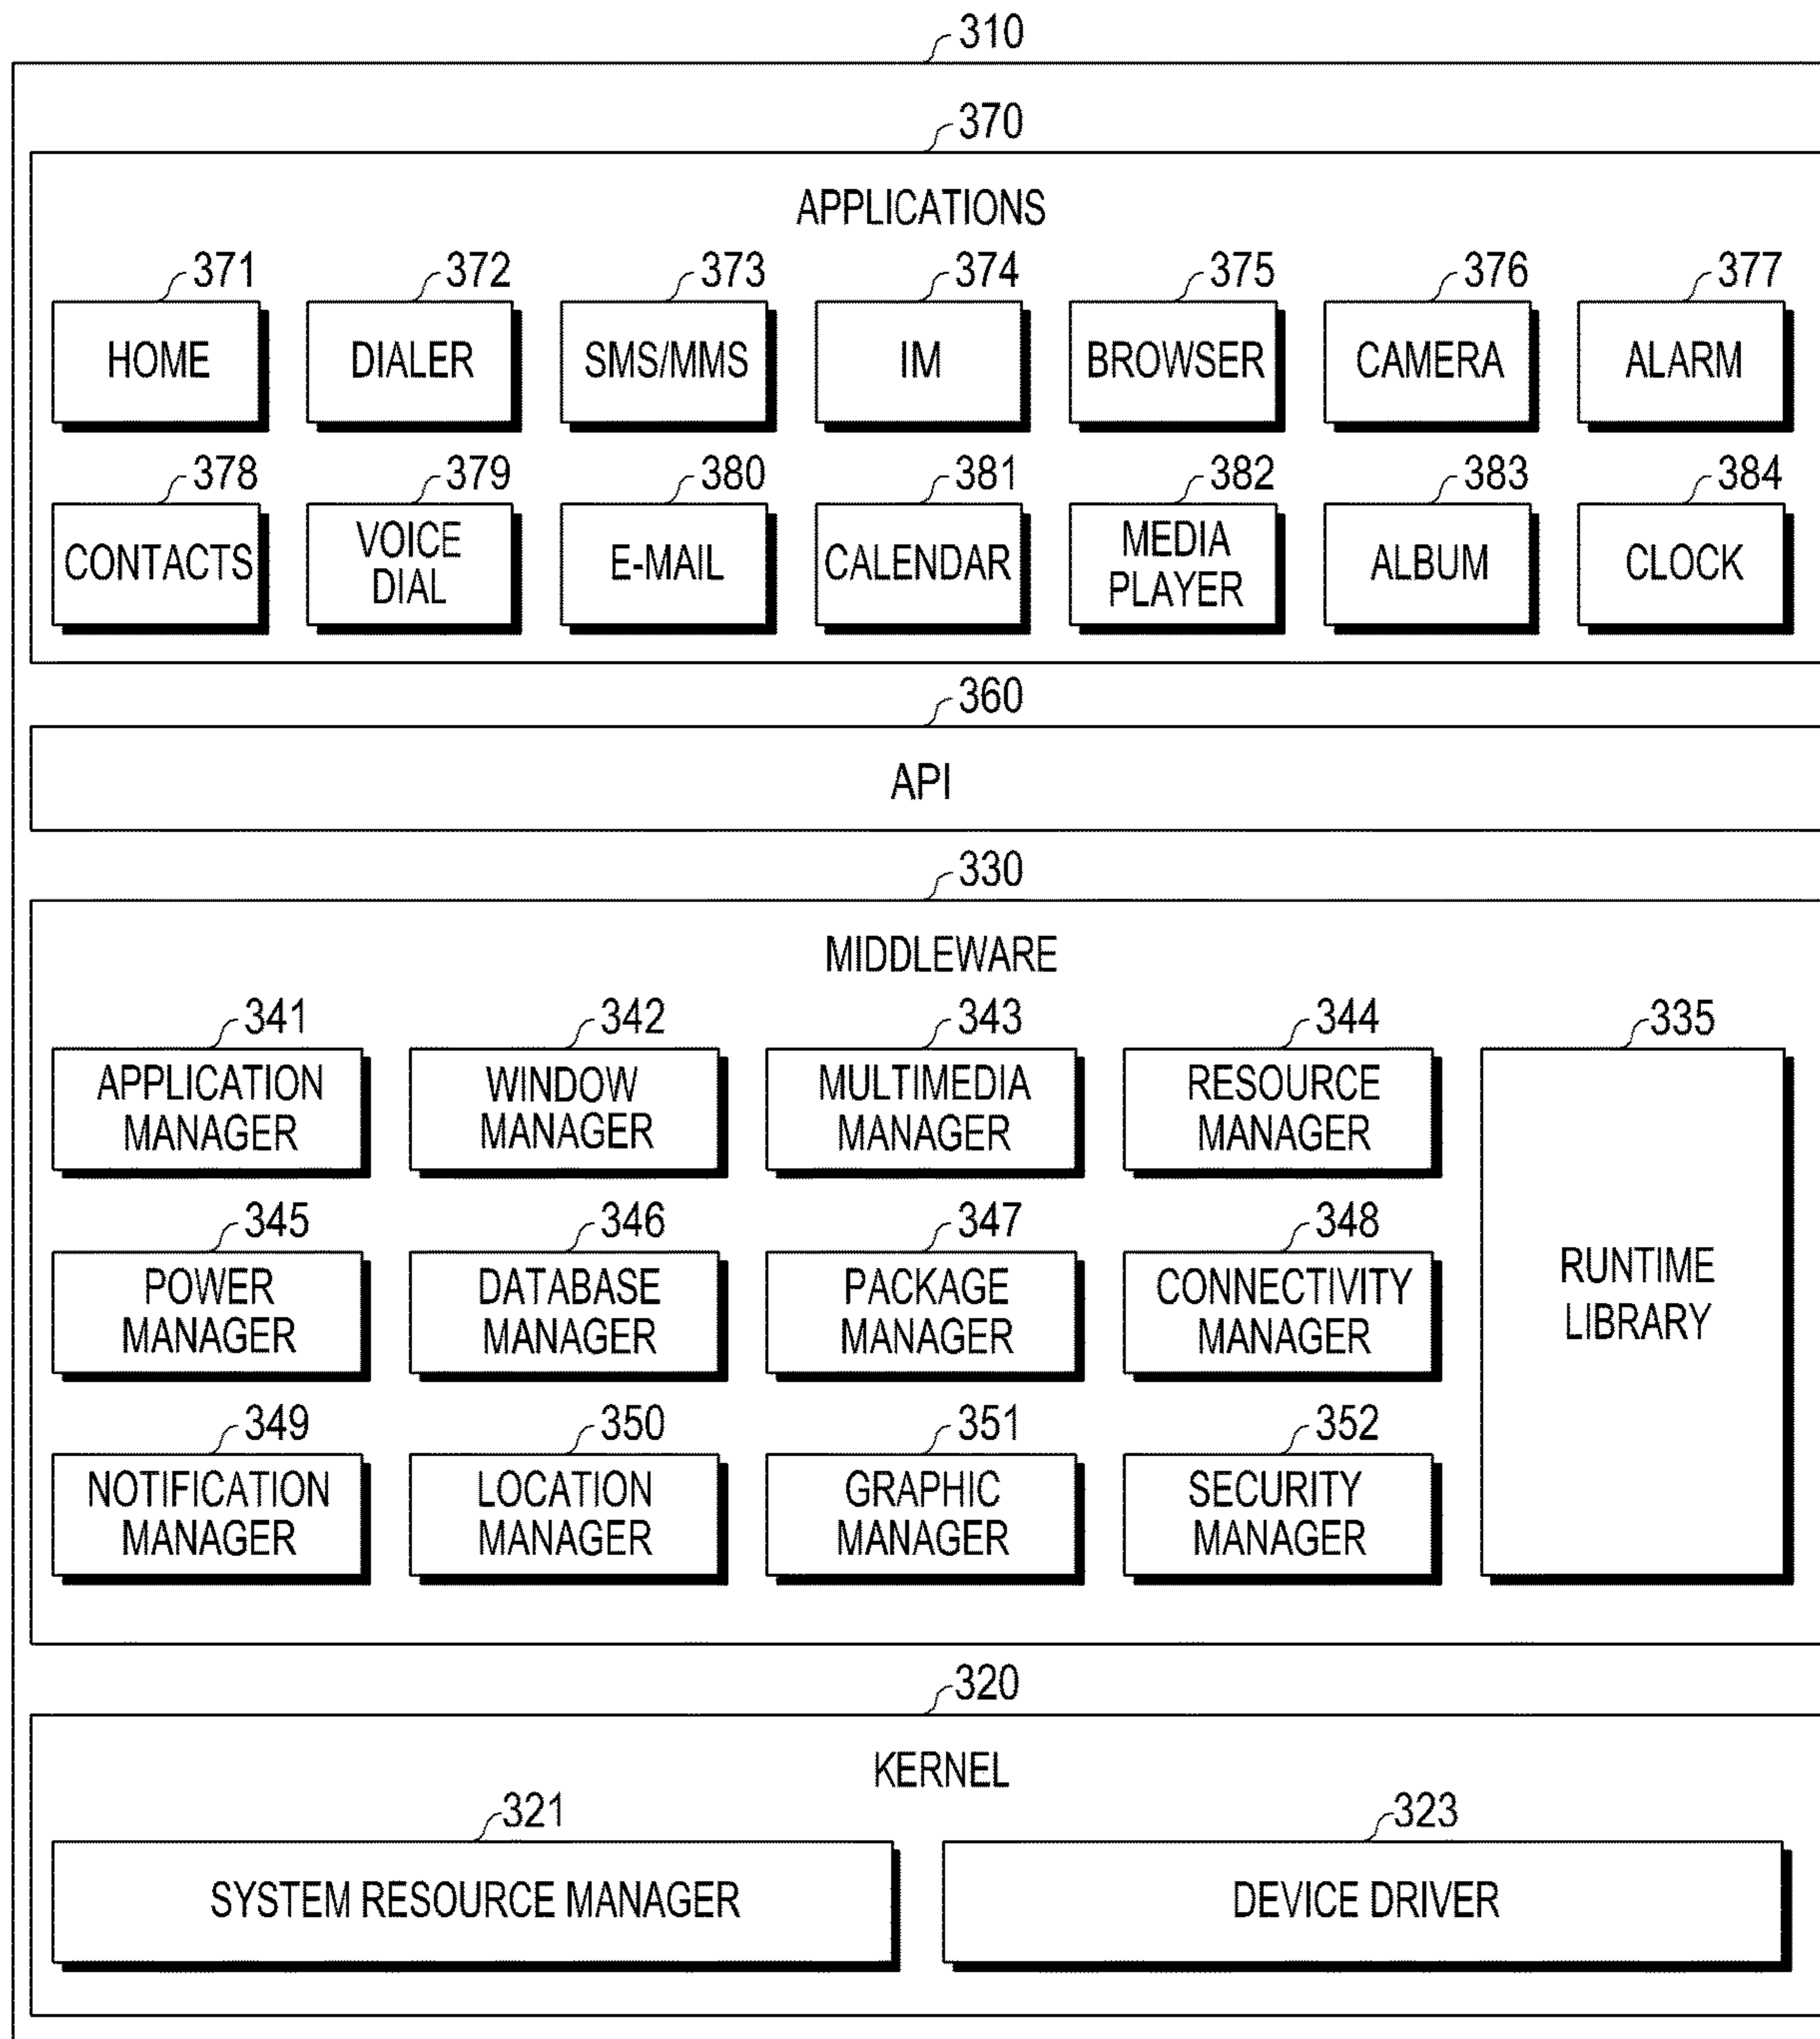 310
370
APPLICATIONS
371 372 373 374 375 376 377
HOME DIALER SMS/MMS IM BROWSER CAMERA ALARM
378 379 380 381 382 383 384
CONTACTS VOICE DIAL E-MAIL CALENDAR MEDIA PLAYER ALBUM CLOCK
360
API
330
MIDDLEWARE
341 342 343 344 335
APPLICATION MANAGER WINDOW MANAGER MULTIMEDIA MANAGER RESOURCE MANAGER
345 346 347 348
POWER MANAGER DATABASE MANAGER PACKAGE MANAGER CONNECTIVITY MANAGER RUNTIME LIBRARY
349 350 351 352
NOTIFICATION MANAGER LOCATION MANAGER GRAPHIC MANAGER SECURITY MANAGER
320
KERNEL
321 323
SYSTEM RESOURCE MANAGER DEVICE DRIVER